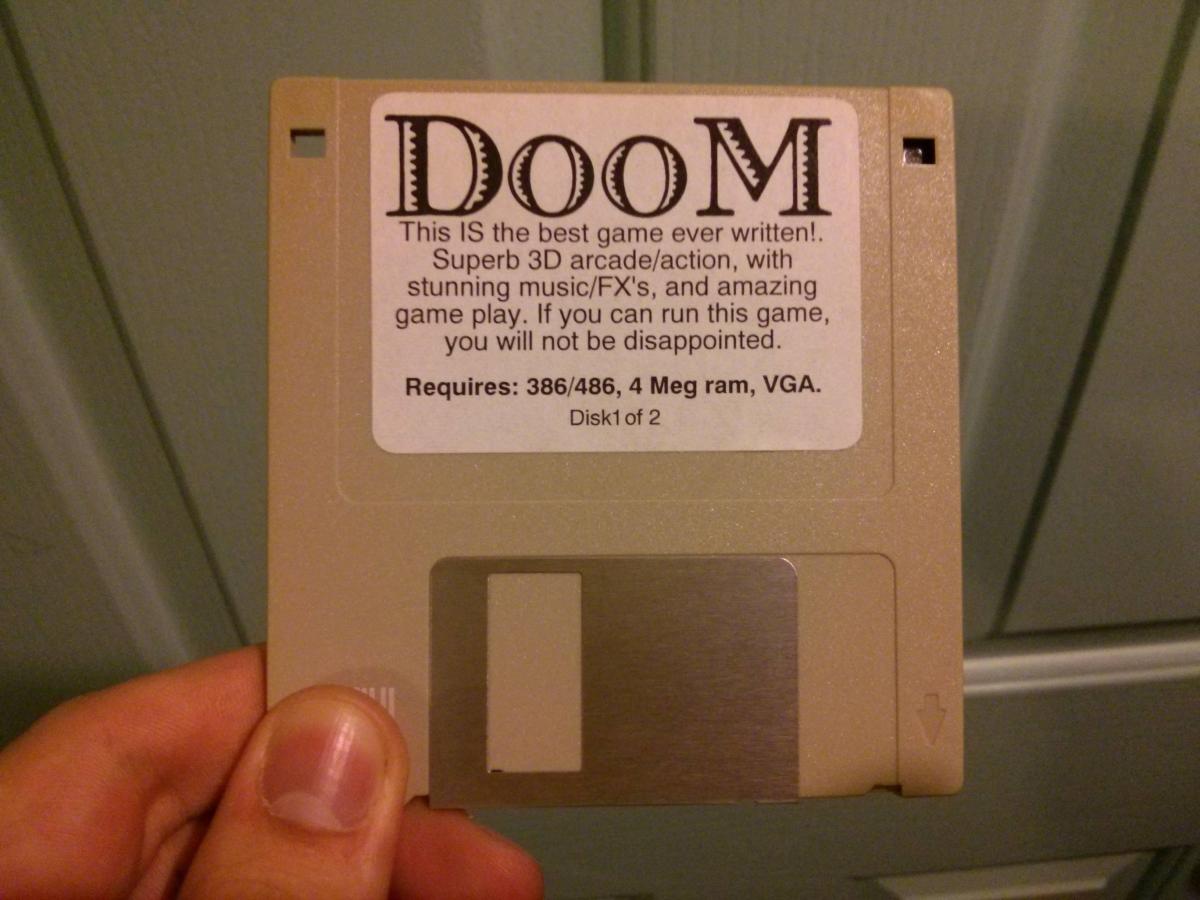 DooM
This IS the best game ever written!.
Superb 3D arcade/action, with
stunning music/FX's, and amazing
game play. If you can run this game,
you will not be disappointed.
Requires: 386/486, 4 Meg ram, VGA.
Disk1 of 2